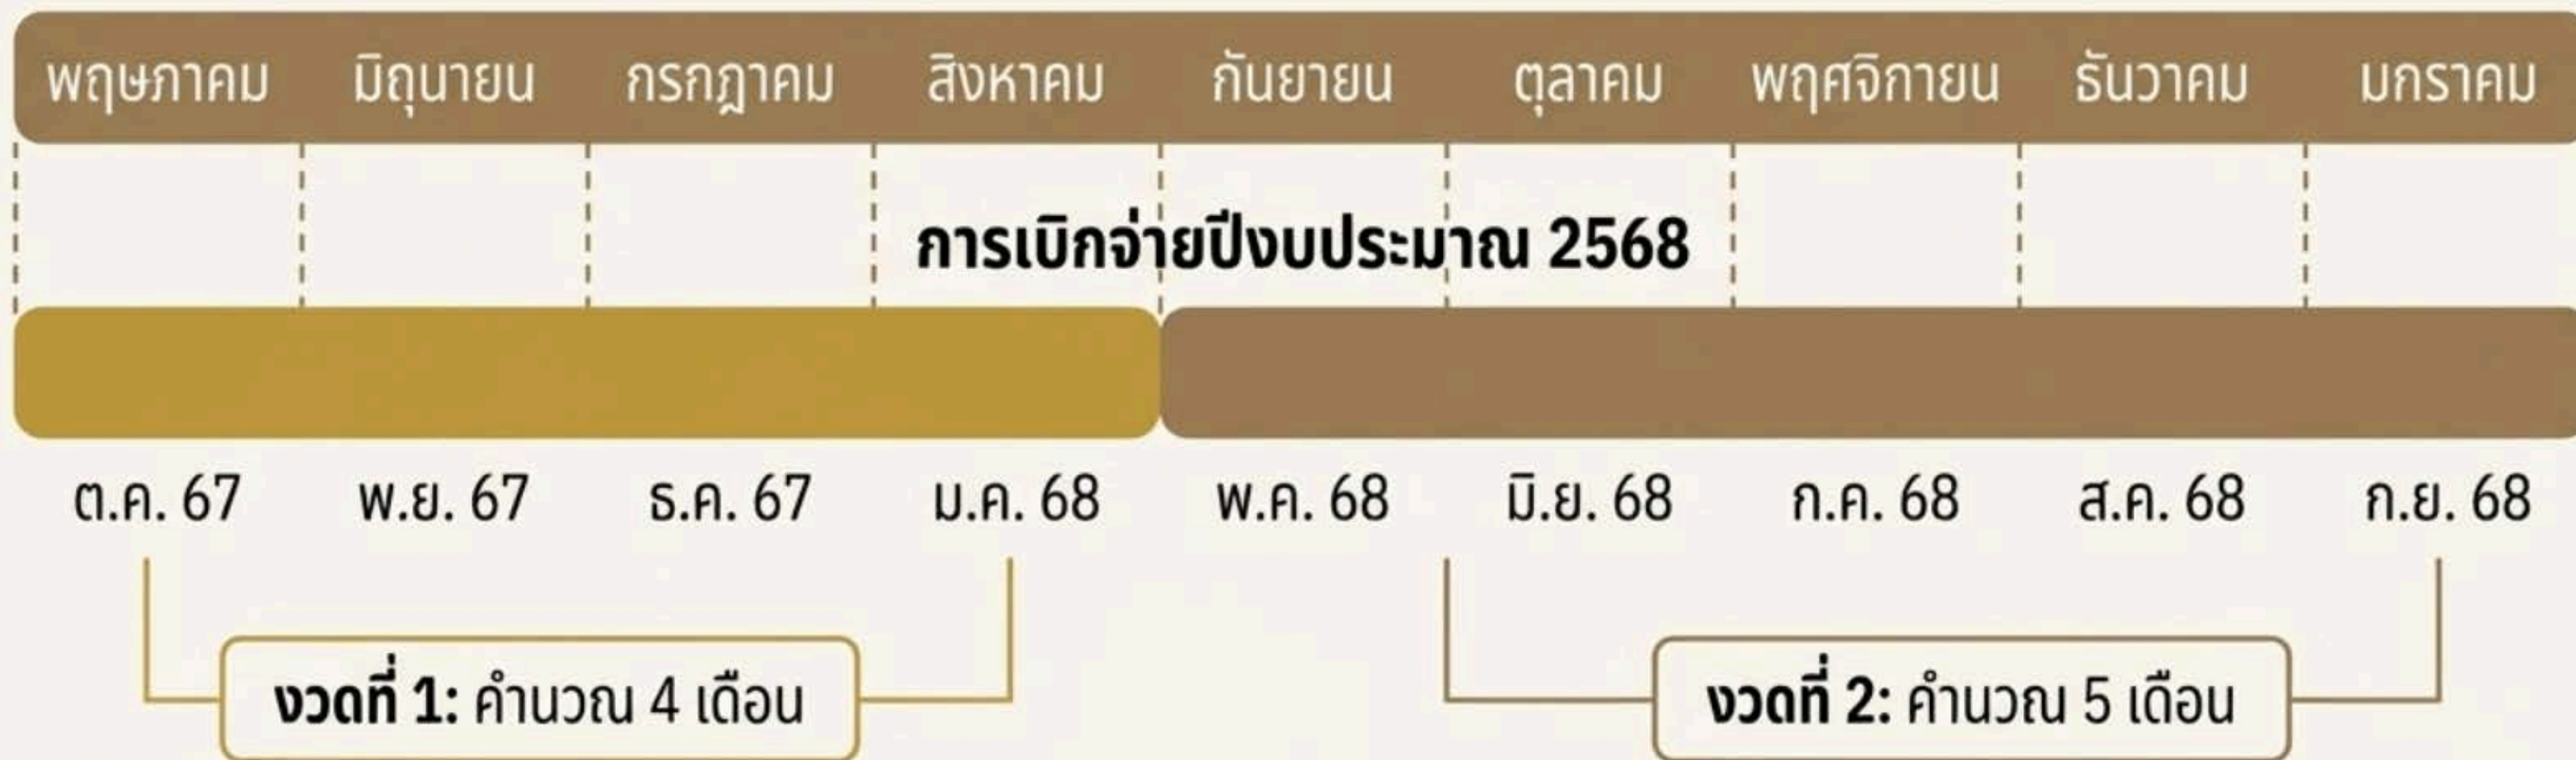 พฤษภาคม มิถุนายน กรกฎาคม สิงหาคม กันยายน ตุลาคม พฤศจิกายน ธันวาคม มกราคม
การเบิกจ่ายปีงบประมาณ 2568
ต.ค. 67 พ.ย. 67 ธ.ค. 67 ม.ค. 68 พ.ค. 68 มิ.ย. 68 ก.ค. 68 ส.ค. 68 ก.ย. 68
งวดที่ 1: คำนวณ 4 เดือน งวดที่ 2: คำนวณ 5 เดือน